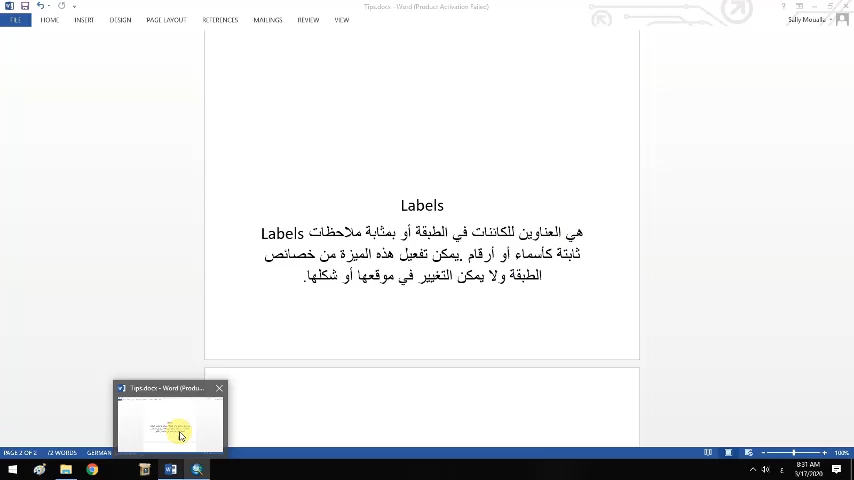 Tips.docx - Word (Product Activation Failed)
FILE HOME INSERT DESIGN PAGE LAYOUT REFERENCES MAILINGS REVIEW VIEW
Sally Moualla
Labels
Labels هي العناوين للكائنات في الطبقة أو بمثابة ملاحظات
ثابتة كأسماء أو أرقام .يمكن تفعيل هذه الميزة من خصائص
الطبقة ولا يمكن التغيير في موقعها أو شكلها.
Tips.docx - Word (Produ...
PAGE 2 OF 2 72 WORDS GERMAN
100%
8:31 AM
3/17/2020